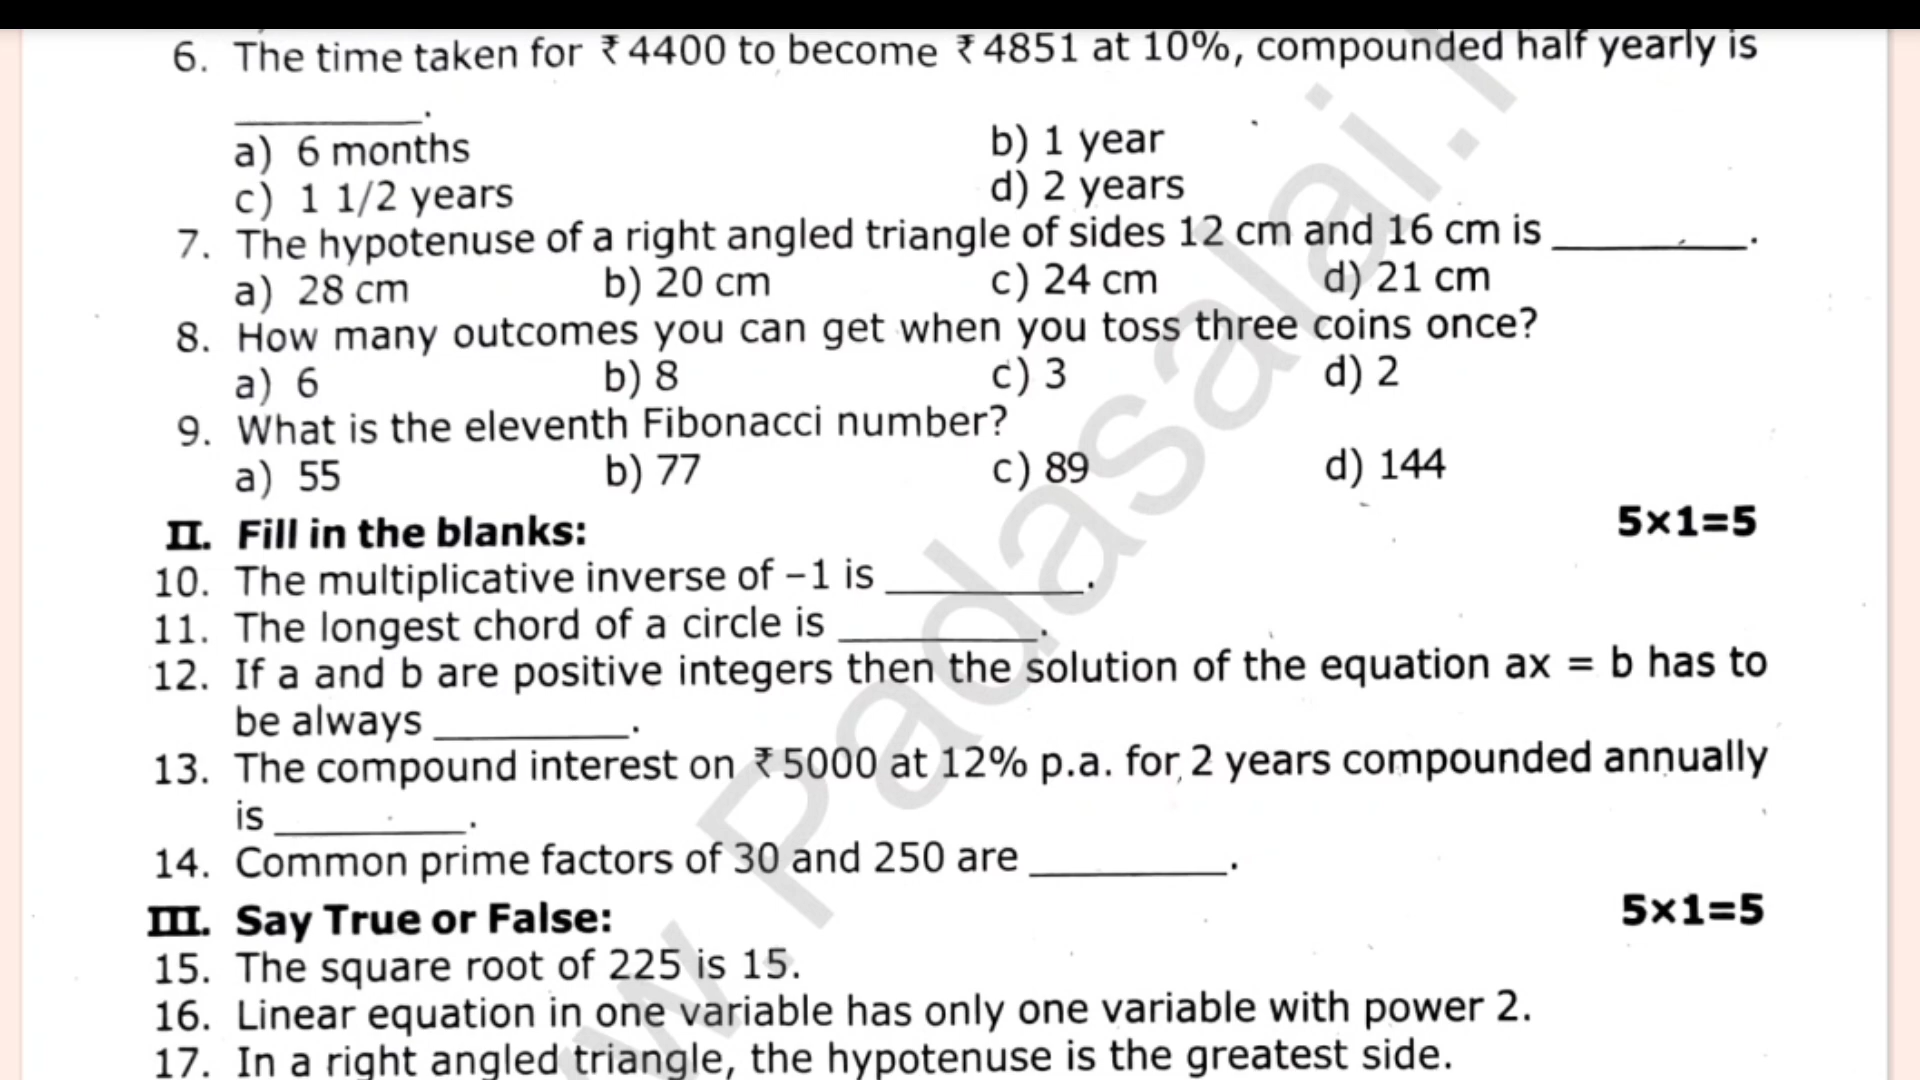 6. The time taken for ₹ 4400 to become ₹ 4851 at 10%, compounded half yearly is
________.
a) 6 months b) 1 year
c) 1 1/2 years d) 2 years
7. The hypotenuse of a right angled triangle of sides 12 cm and 16 cm is ________.
a) 28 cm b) 20 cm c) 24 cm d) 21 cm
8. How many outcomes you can get when you toss three coins once?
a) 6 b) 8 c) 3 d) 2
9. What is the eleventh Fibonacci number?
a) 55 b) 77 c) 89 d) 144
II. Fill in the blanks: 5×1=5
10. The multiplicative inverse of –1 is ________.
11. The longest chord of a circle is ________.
12. If a and b are positive integers then the solution of the equation ax = b has to
be always ________.
13. The compound interest on ₹ 5000 at 12% p.a. for 2 years compounded annually
is ________.
14. Common prime factors of 30 and 250 are ________.
III. Say True or False: 5×1=5
15. The square root of 225 is 15.
16. Linear equation in one variable has only one variable with power 2.
17. In a right angled triangle, the hypotenuse is the greatest side.
w.Padasalai.